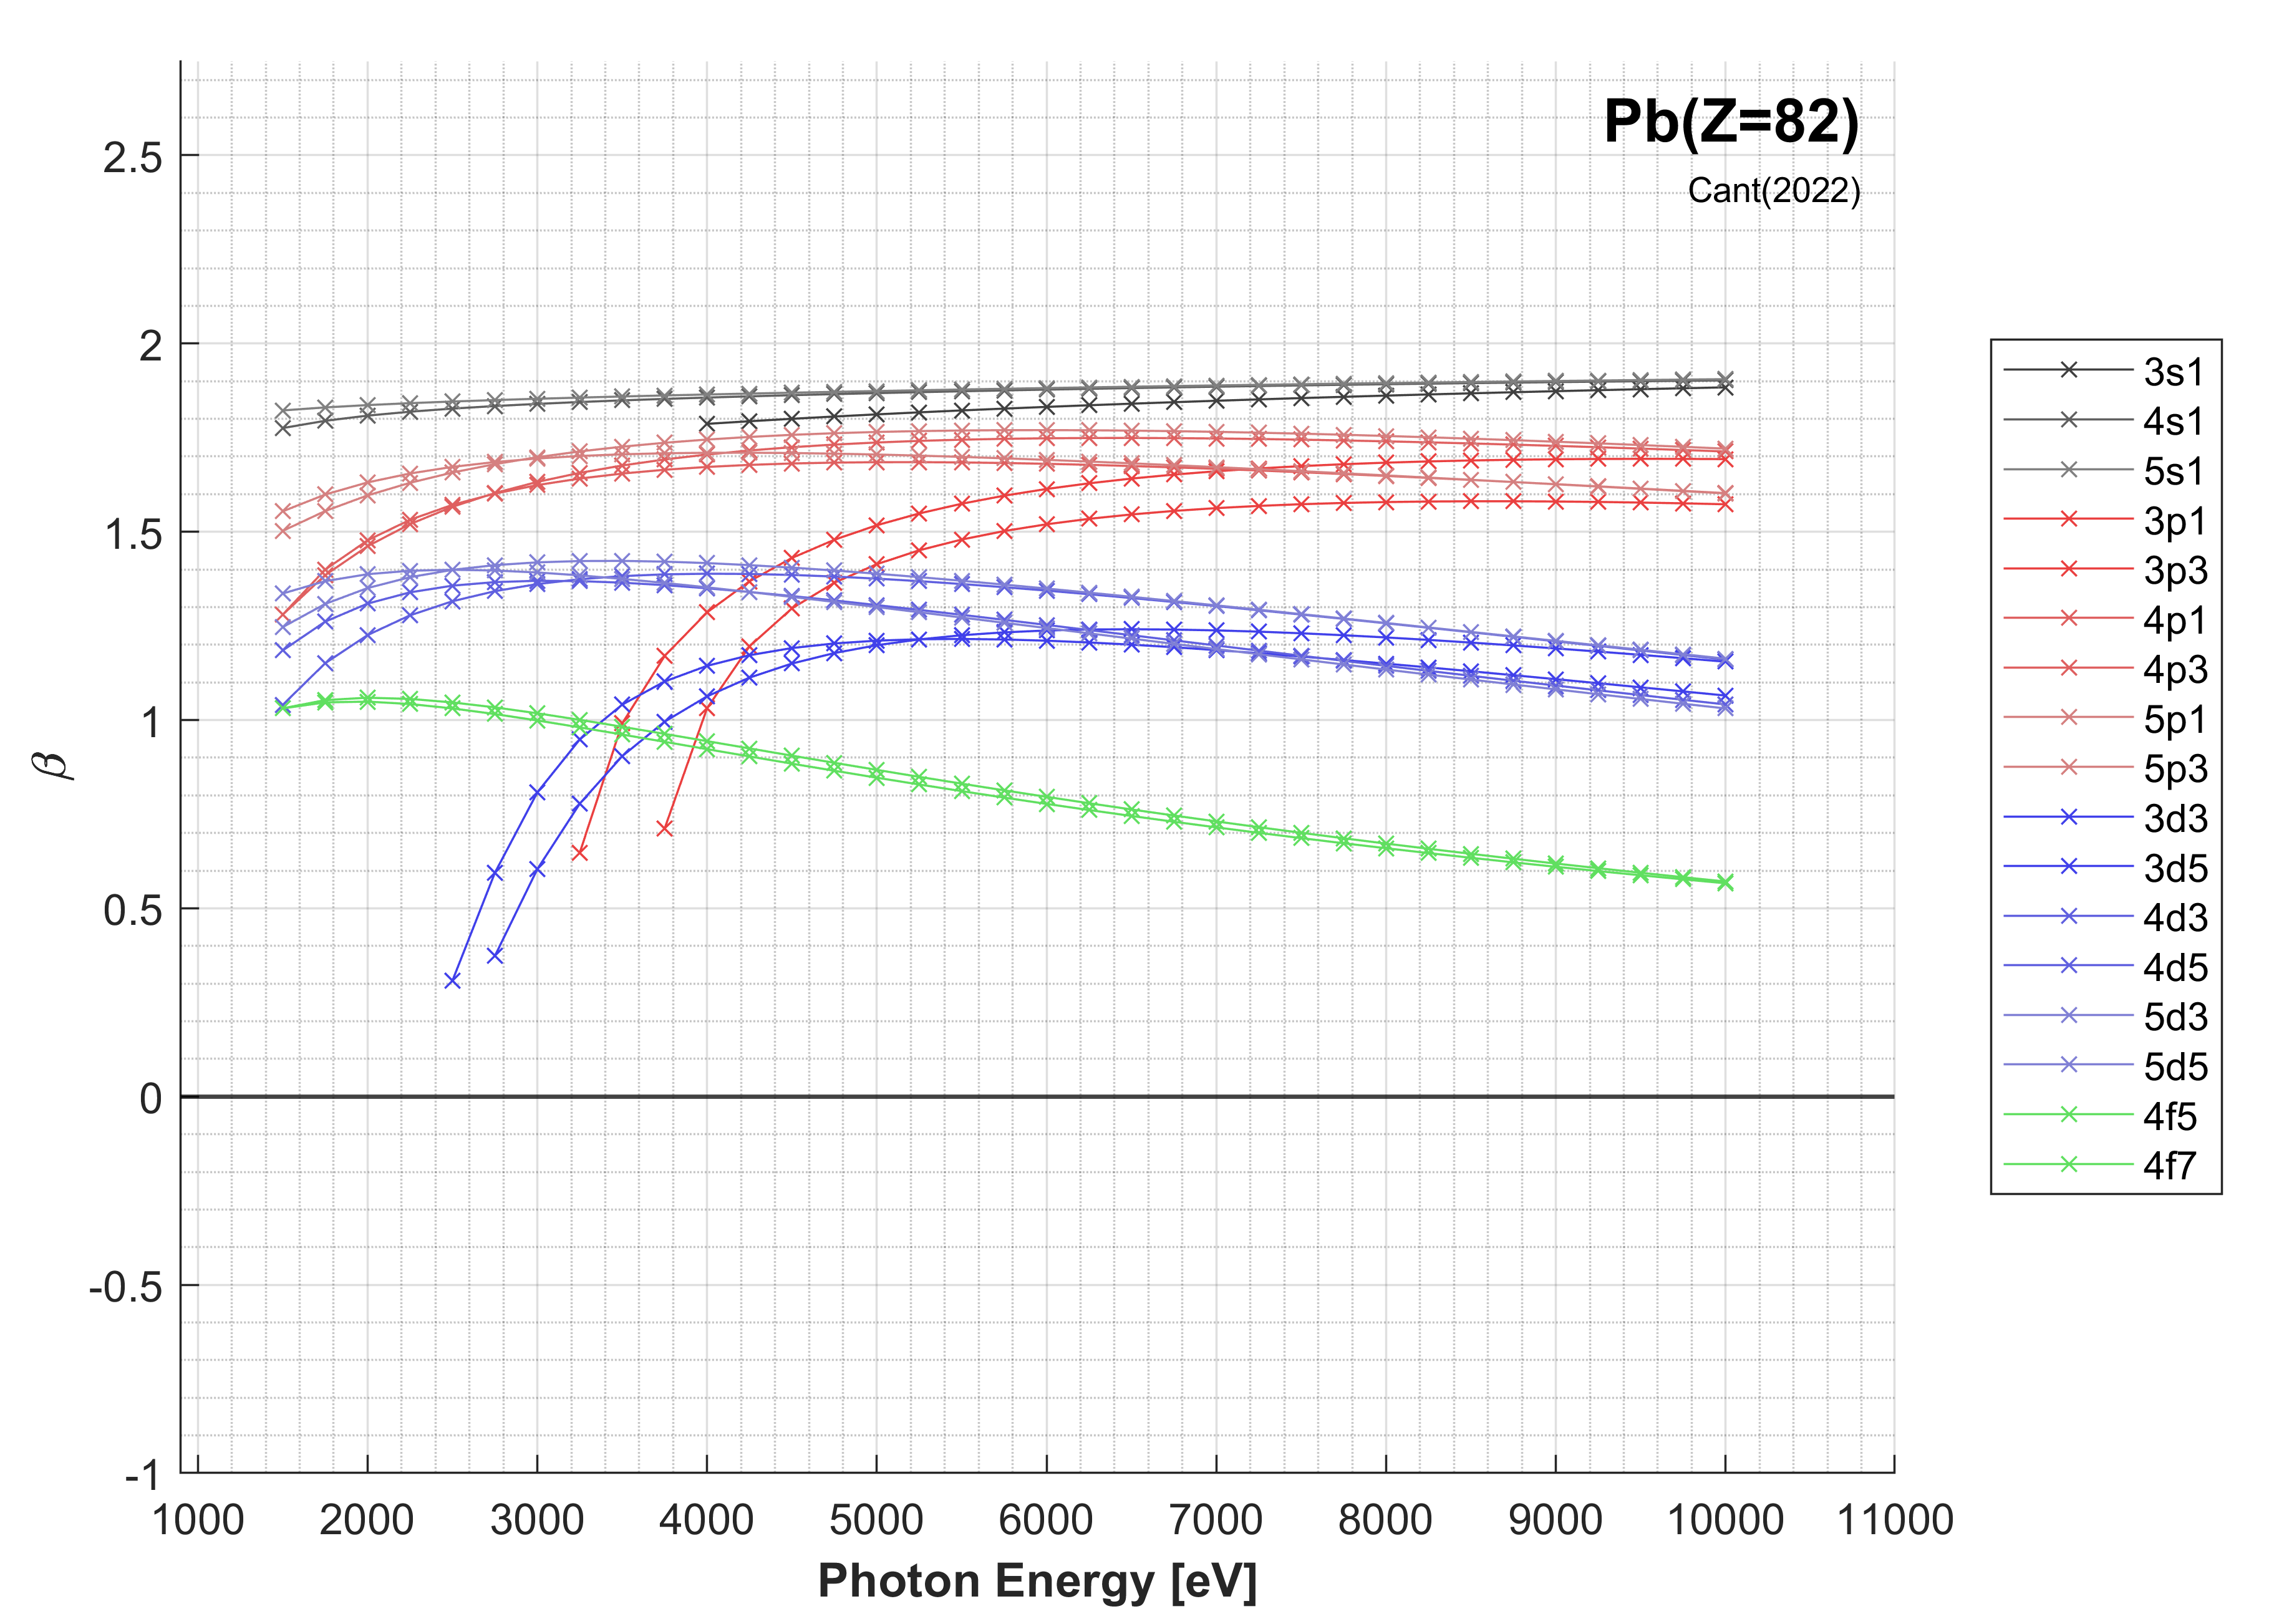 Pb(Z=82)
Cant(2022)
2.5
2
1.5
1
0.5
0
-0.5
-1
β
1000 2000 3000 4000 5000 6000 7000 8000 9000 10000 11000
Photon Energy [eV]
3s1
4s1
5s1
3p1
3p3
4p1
4p3
5p1
5p3
3d3
3d5
4d3
4d5
5d3
5d5
4f5
4f7